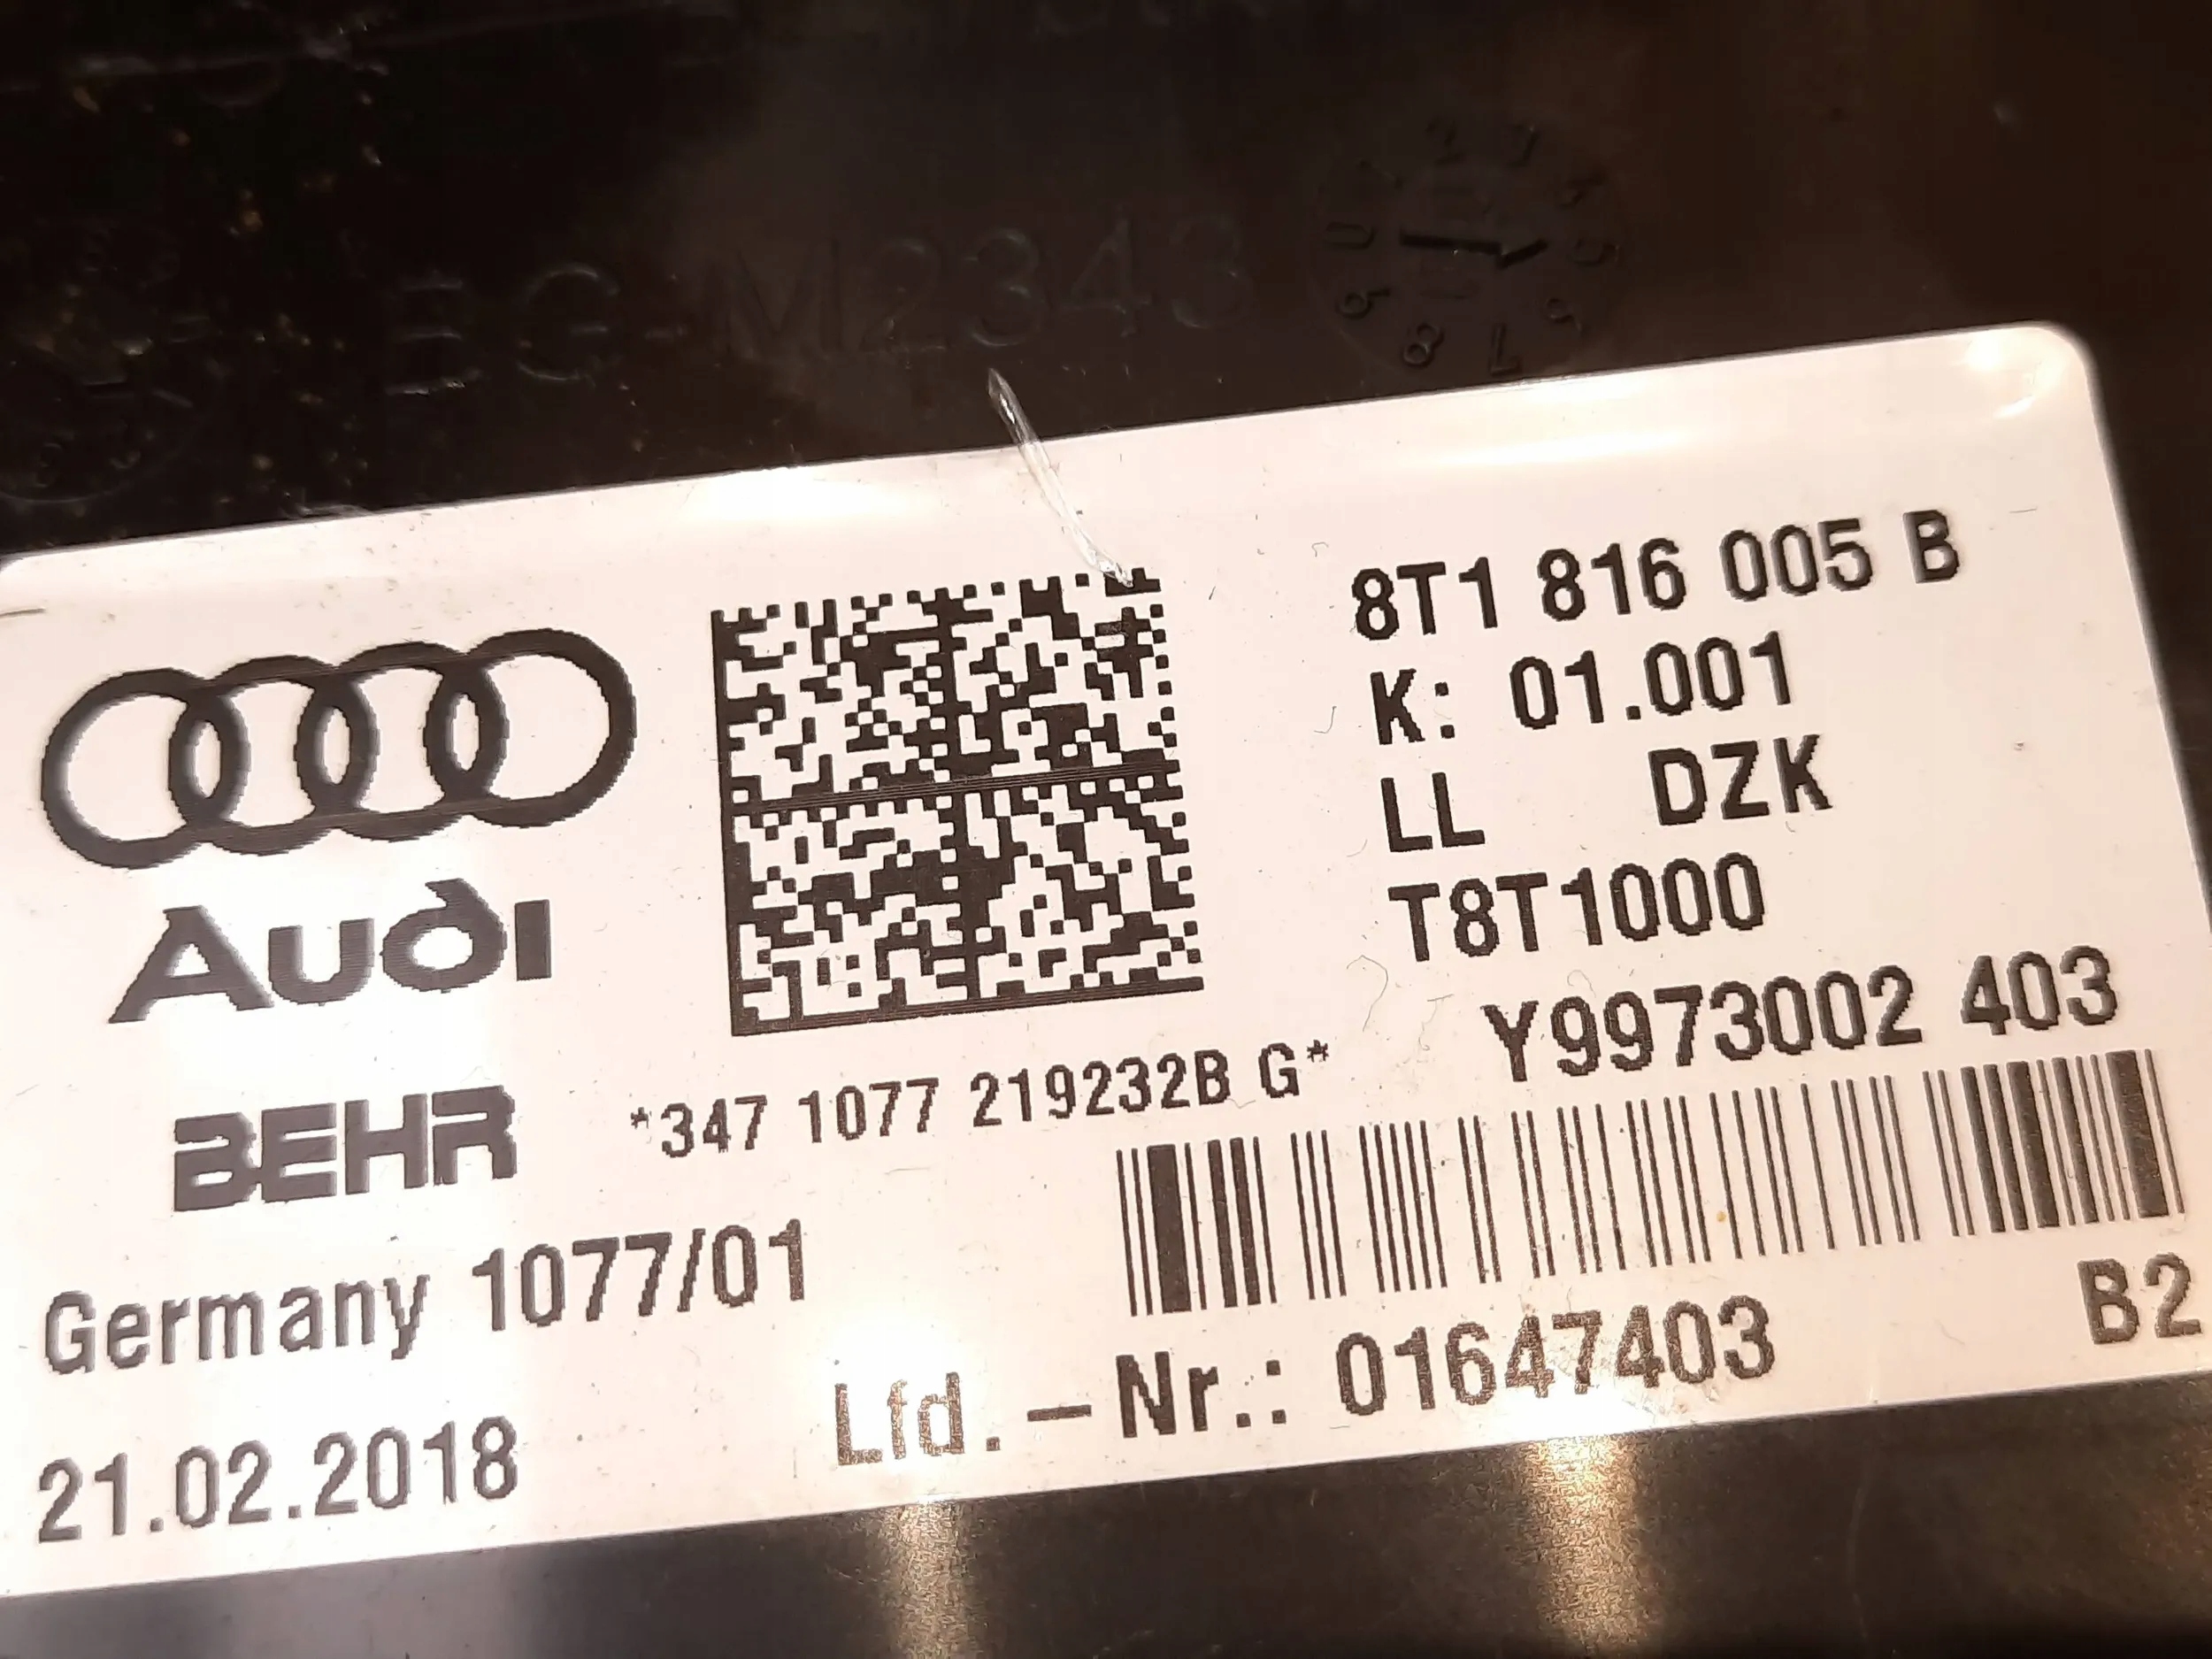 M2343
8T1 816 005 B
K: 01.001
LL DZK
T8T1000
Audi
Y9973002 403
BEHR
*347 1077 219232B G*
Germany 1077/01
Lfd.-Nr.: 01647403
B2
21.02.2018